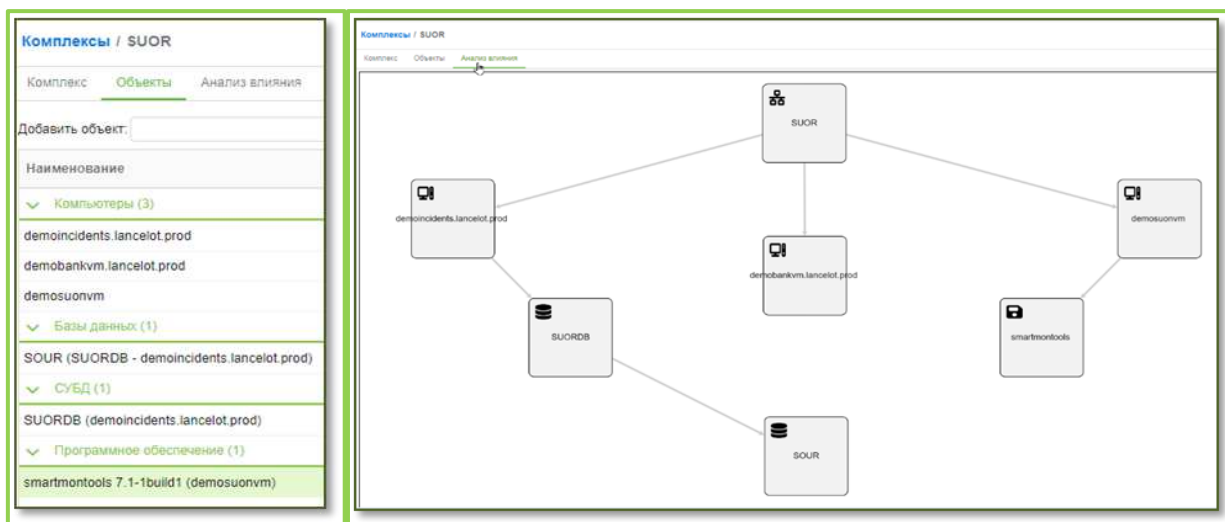 Комплексы / SUOR
Комплекс Объекты Анализ влияния
Добавить объект:
Наименование
Компьютеры (3)
demoincidents.lancelot.prod
demobankvm.lancelot.prod
demosuonvm
Базы данных (1)
SOUR (SUORDB - demoincidents.lancelot.prod)
СУБД (1)
SUORDB (demoincidents.lancelot.prod)
Программное обеспечение (1)
smartmontools 7.1-1build1 (demosuonvm)
Комплексы / SUOR
Комплекс Объекты Анализ влияния
SUOR
demoincidents.lancelot.prod
demosuonvm
demobankvm.lancelot.prod
SUORDB
smartmontools
SOUR